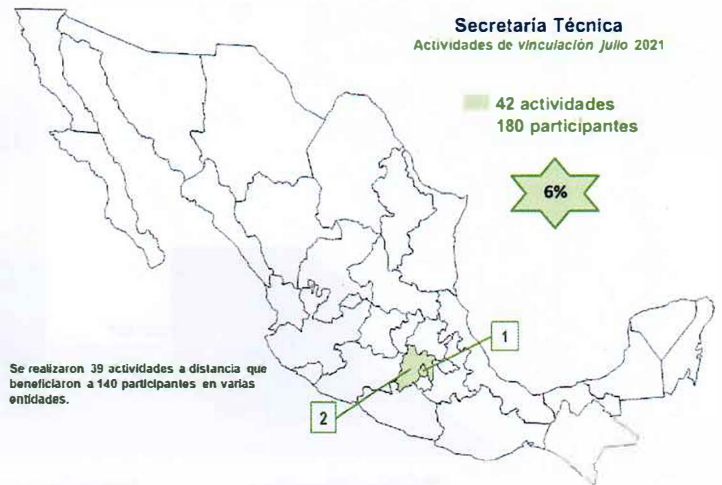 Secretaría Técnica
Actividades de vinculación julio 2021
42 actividades
180 participantes
6%
1
Se realizaron 39 actividades a distancia que
beneficiaron a 140 participantes en varias
entidades.
2